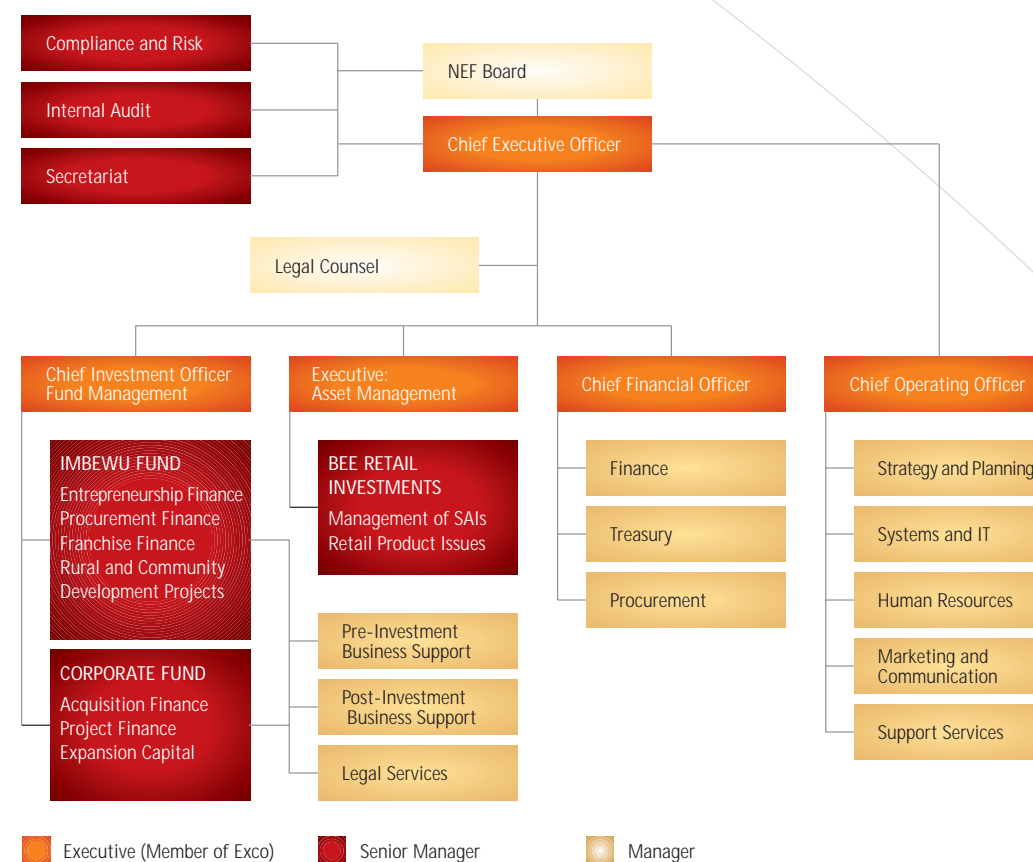 Compliance and Risk
NEF Board
Internal Audit
Chief Executive Officer
Secretariat
Legal Counsel
Chief Investment Officer
Fund Management
Executive:
Asset Management
Chief Financial Officer
Chief Operating Officer
IMBEWU FUND
Entrepreneurship Finance
Procurement Finance
Franchise Finance
Rural and Community
Development Projects
BEE RETAIL
INVESTMENTS
Management of SAIs
Retail Product Issues
Finance
Treasury
Procurement
Strategy and Planning
Systems and IT
Human Resources
Marketing and
Communication
Support Services
CORPORATE FUND
Acquisition Finance
Project Finance
Expansion Capital
Pre-Investment
Business Support
Post-Investment
Business Support
Legal Services
Executive (Member of Exco)
Senior Manager
Manager